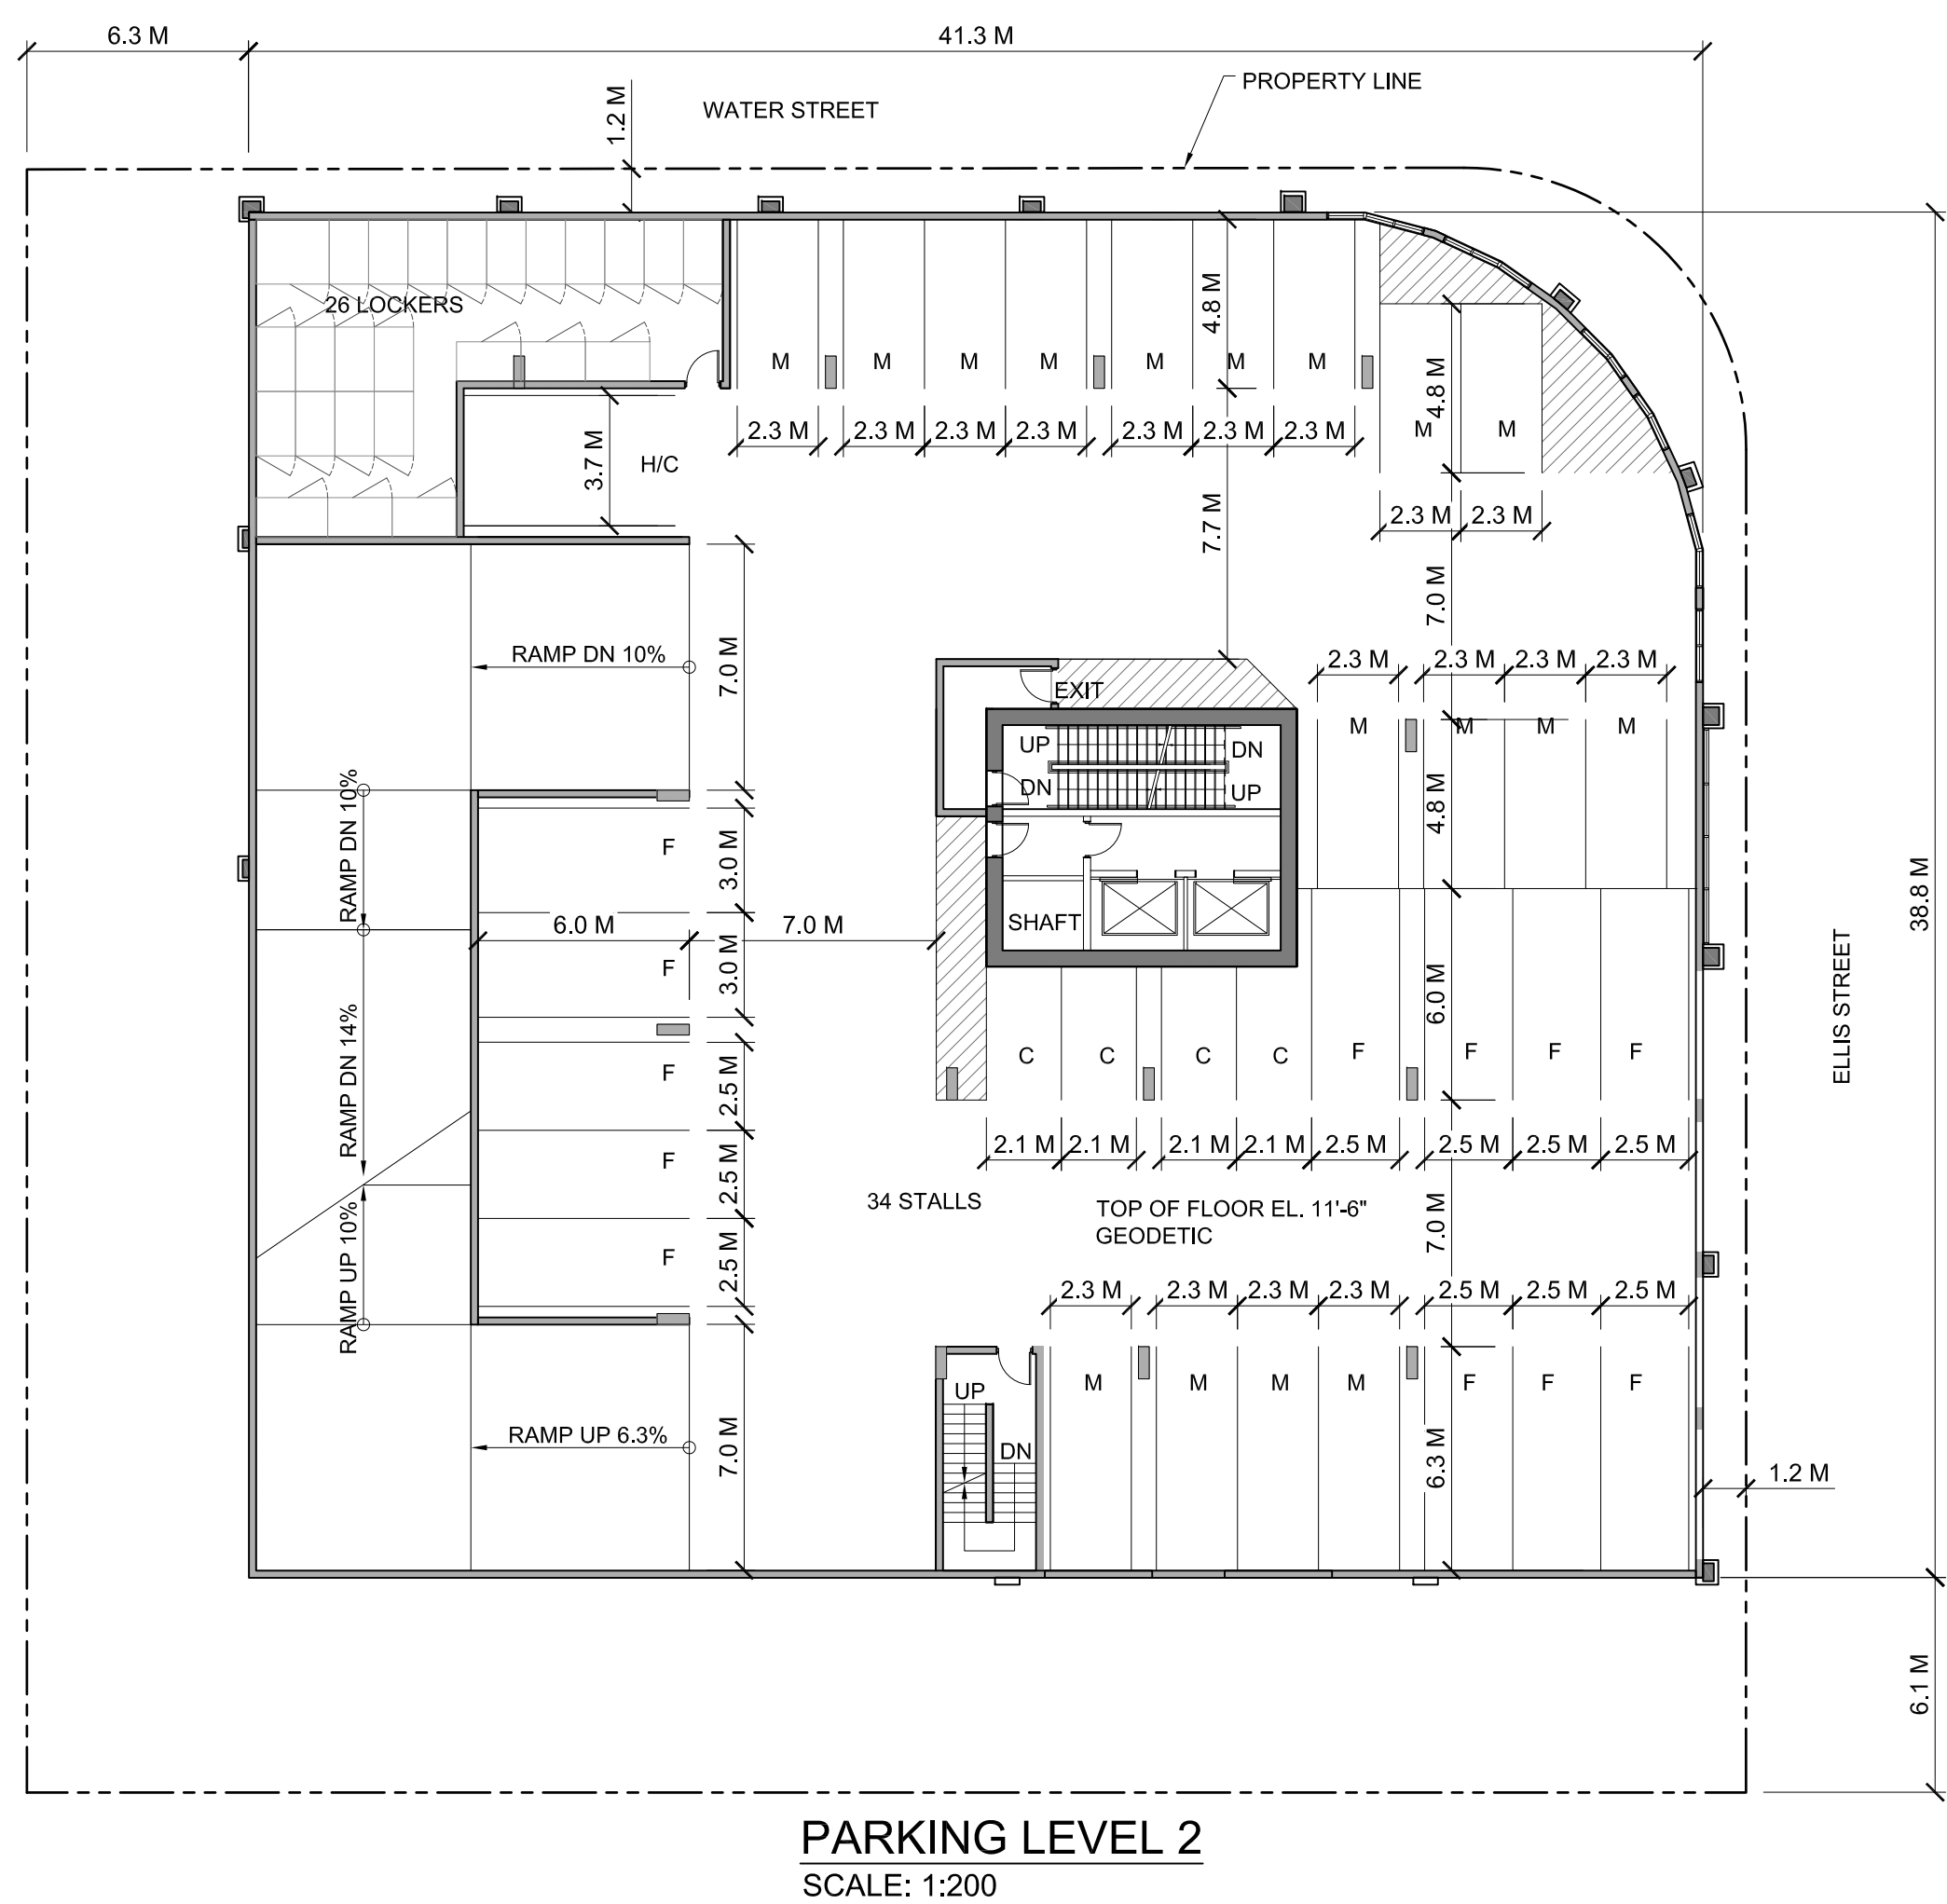 6.3 M
41.3 M
1.2 M
WATER STREET
PROPERTY LINE
26 LOCKERS
4.8 M
M
M
M
M
M
M
M
2.3 M
2.3 M
2.3 M
2.3 M
2.3 M
2.3 M
2.3 M
4.8 M
M
M
3.7 M
H/C
7.7 M
2.3 M
2.3 M
7.0 M
RAMP DN 10%
7.0 M
2.3 M
2.3 M
2.3 M
2.3 M
EXIT
M
M
M
M
UP
DN
DN
UP
4.8 M
RAMP DN 10%
F
3.0 M
SHAFT
6.0 M
7.0 M
38.8 M
F
3.0 M
6.0 M
ELLIS STREET
RAMP DN 14%
C
C
C
C
F
F
F
F
F
2.5 M
2.1 M
2.1 M
2.1 M
2.1 M
2.5 M
2.5 M
2.5 M
2.5 M
F
2.5 M
34 STALLS
TOP OF FLOOR EL. 11'-6"
GEODETIC
7.0 M
RAMP UP 10%
F
2.5 M
2.3 M
2.3 M
2.3 M
2.3 M
2.5 M
2.5 M
2.5 M
UP
M
M
M
M
F
F
F
RAMP UP 6.3%
7.0 M
DN
6.3 M
1.2 M
6.1 M
PARKING LEVEL 2
SCALE: 1:200